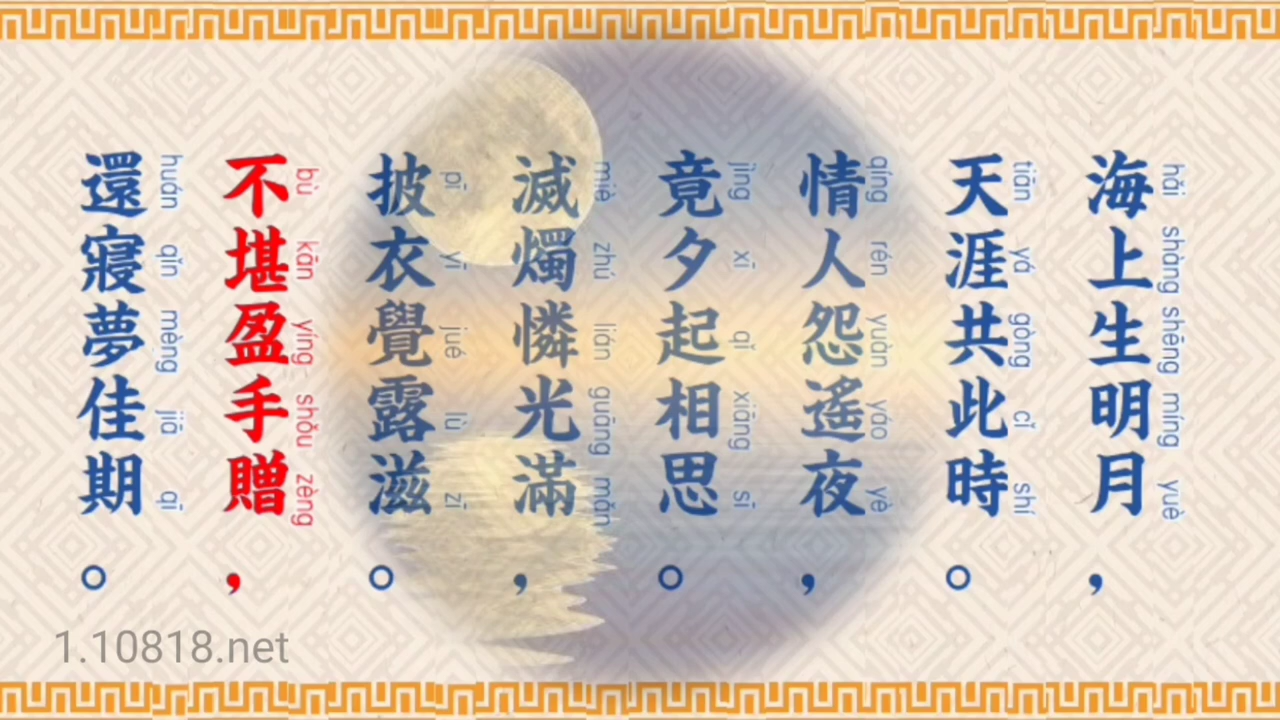 海上生明月，
hǎi shàng shēng míng yuè
天涯共此時。
tiān yá gòng cǐ shí
情人怨遙夜，
qíng rén yuàn yáo yè
竟夕起相思。
jìng xī qǐ xiāng sī
滅燭憐光滿，
miè zhú lián guāng mǎn
披衣覺露滋。
pī yī jué lù zī
不堪盈手贈，
bù kān yíng shǒu zèng
還寢夢佳期。
huán qǐn mèng jiā qī
1.10818.net